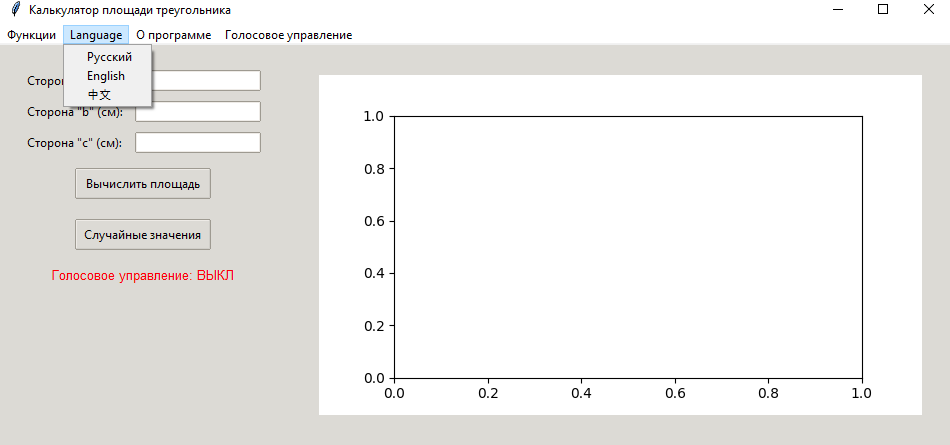 Калькулятор площади треугольника
Функции Language О программе Голосовое управление
Русский
English
中文
Сторона "b" (см):
Сторона "c" (см):
Вычислить площадь
Случайные значения
Голосовое управление: ВЫКЛ
1.0
0.8
0.6
0.4
0.2
0.0
0.0 0.2 0.4 0.6 0.8 1.0